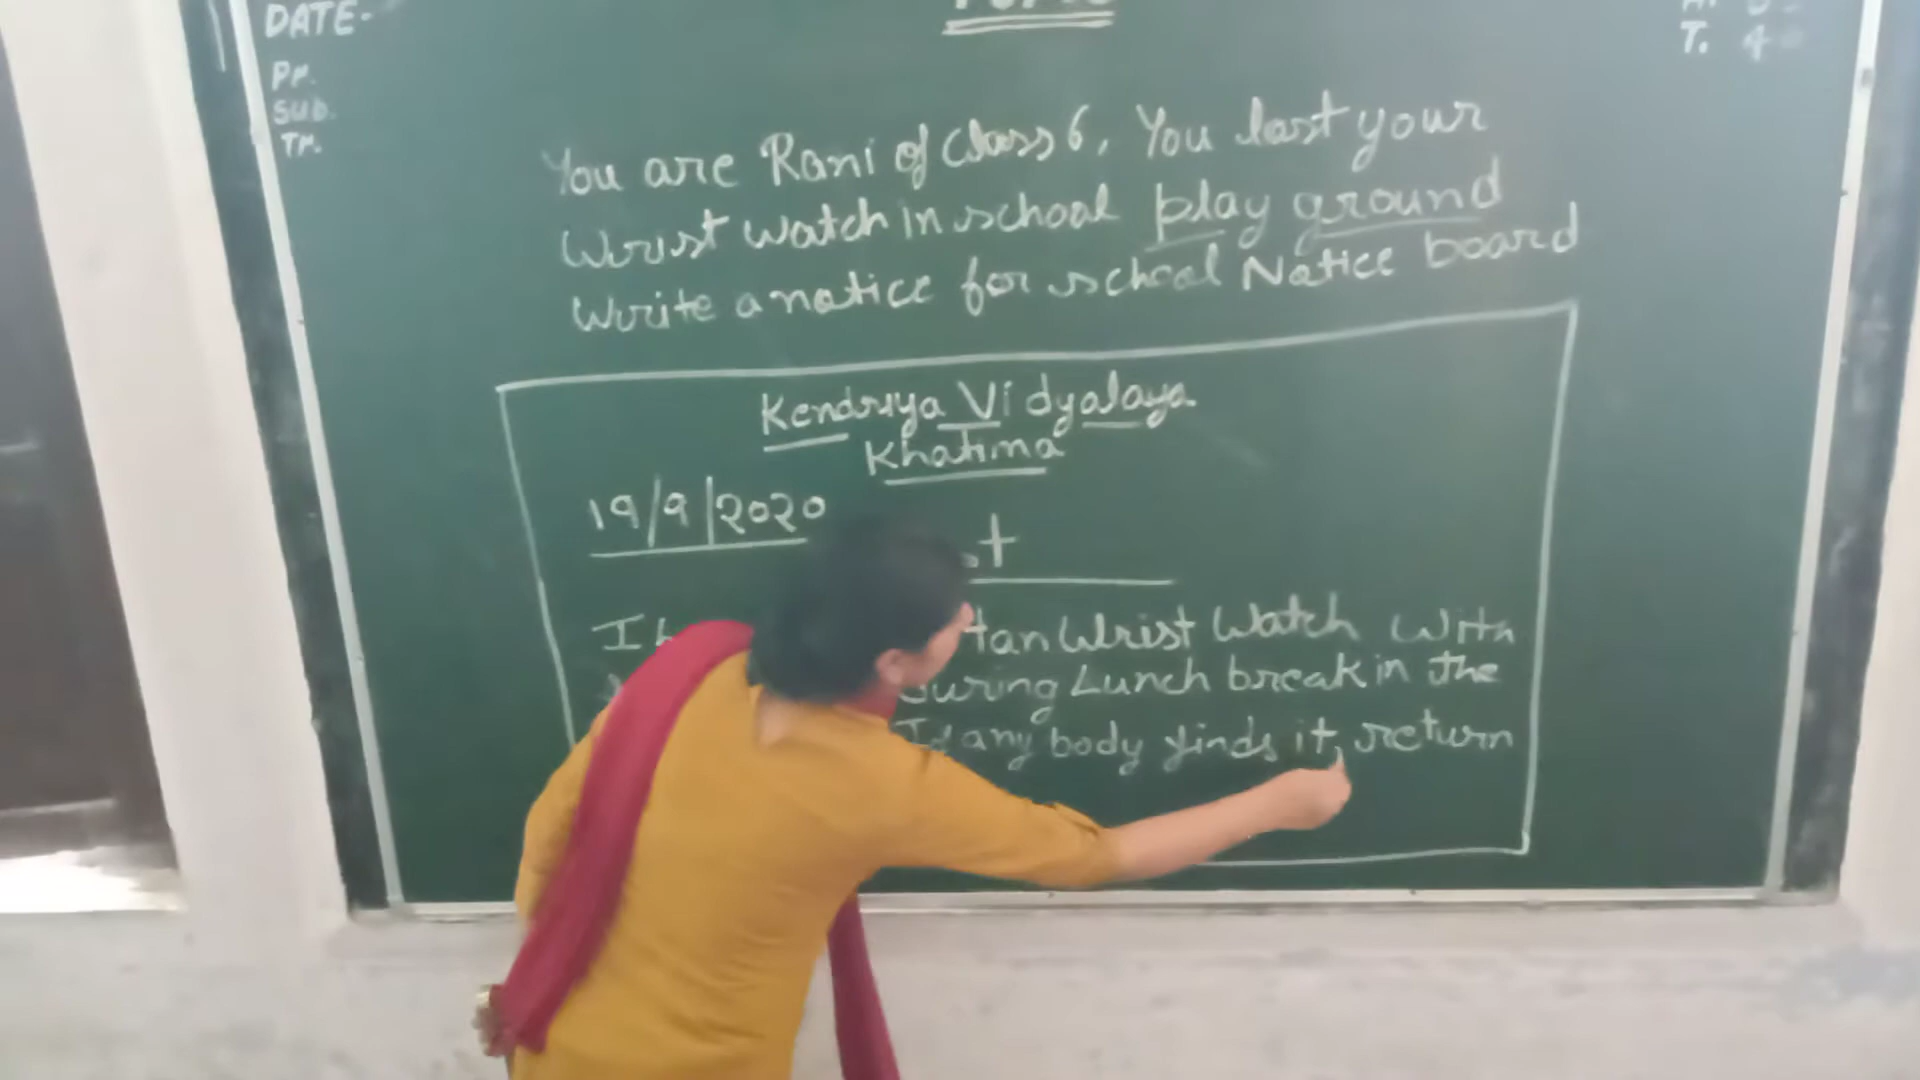 DATE-
Pr.
Sub.
Tr.
T. 4
You are Rani of Class 6. You last your
Wrist watch in school play ground
Write a notice for school Notice board
Kendriya Vidyalaya
Khatima
19/9/2020
I
tan Wrist Watch with
during Lunch break in the
If any body finds it, return